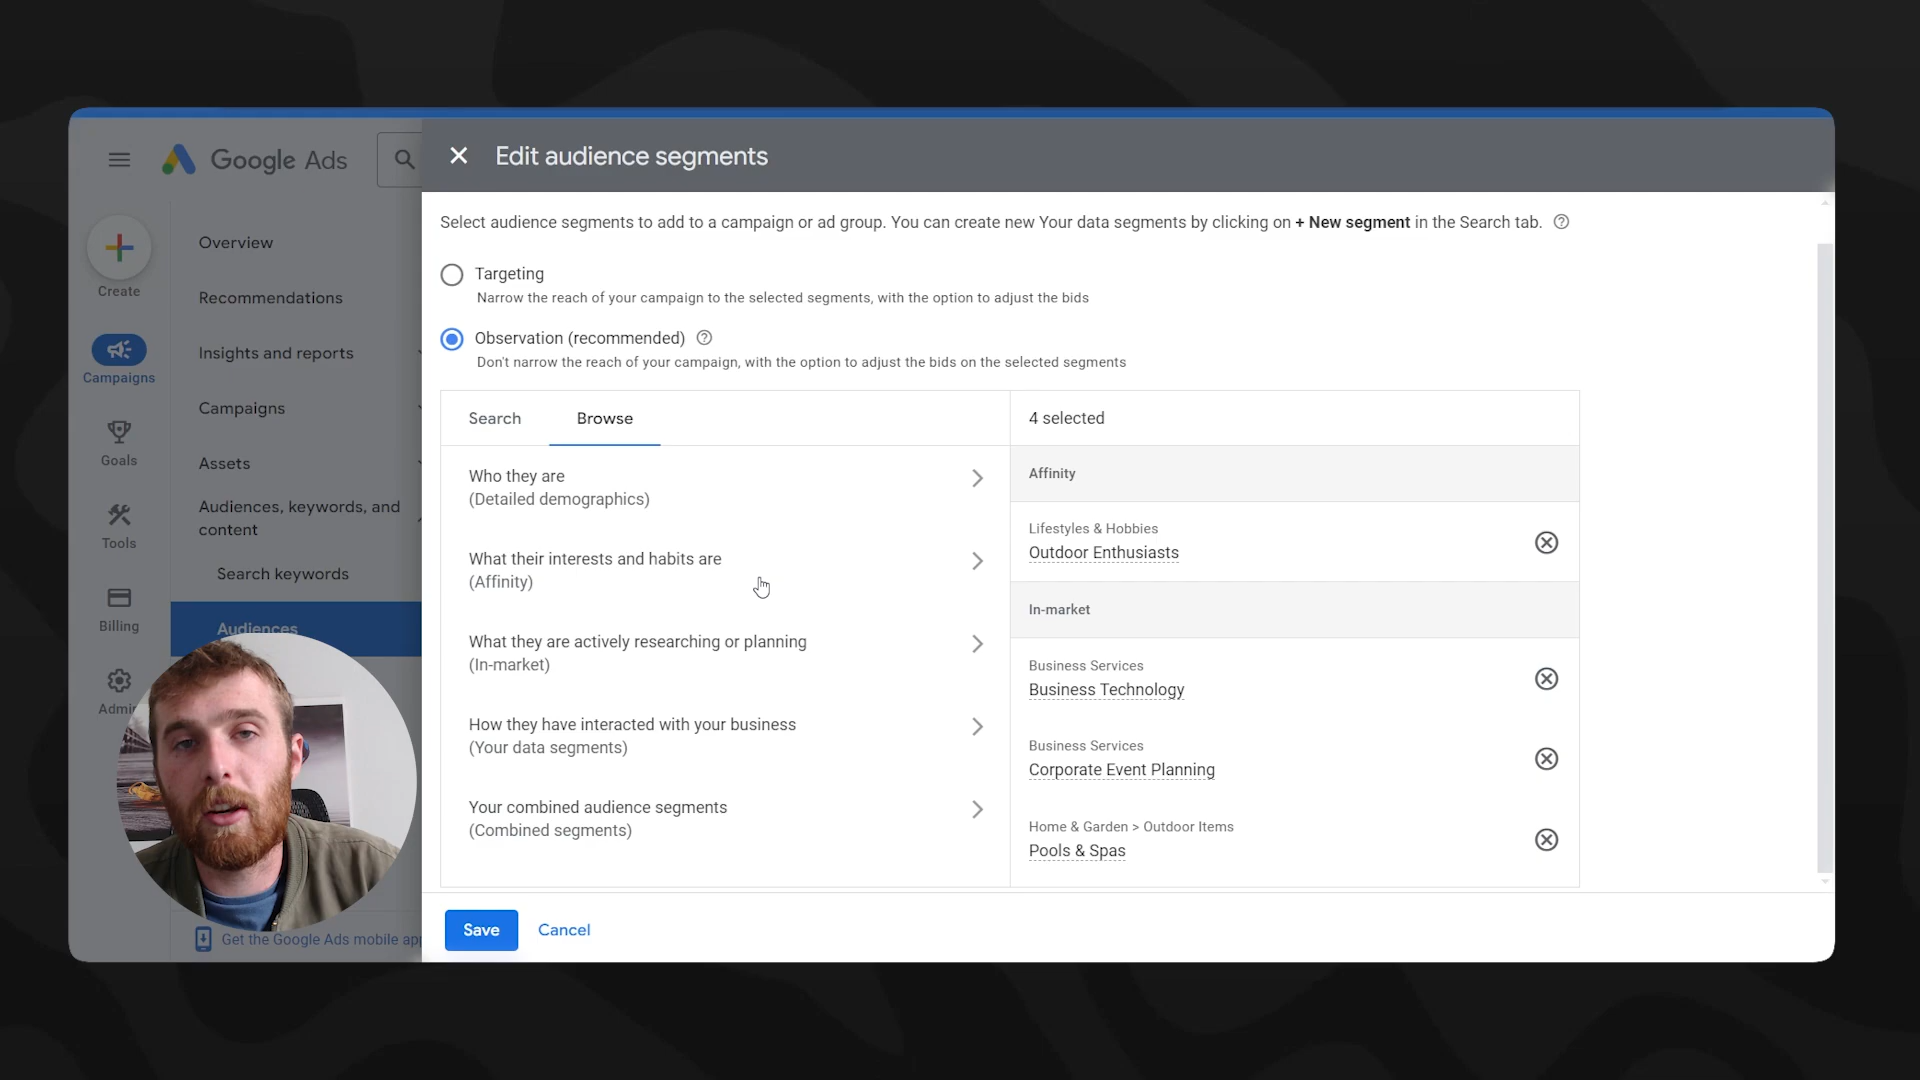 Google Ads
Edit audience segments
Create
Campaigns
Goals
Tools
Billing
Admin
Overview
Recommendations
Insights and reports
Campaigns
Assets
Audiences, keywords, and
content
Search keywords
Audiences
Get the Google Ads mobile app
Select audience segments to add to a campaign or ad group. You can create new Your data segments by clicking on + New segment in the Search tab.
Targeting
Narrow the reach of your campaign to the selected segments, with the option to adjust the bids
Observation (recommended)
Don't narrow the reach of your campaign, with the option to adjust the bids on the selected segments
Search
Browse
Who they are
(Detailed demographics)
What their interests and habits are
(Affinity)
What they are actively researching or planning
(In-market)
How they have interacted with your business
(Your data segments)
Your combined audience segments
(Combined segments)
4 selected
Affinity
Lifestyles & Hobbies
Outdoor Enthusiasts
In-market
Business Services
Business Technology
Business Services
Corporate Event Planning
Home & Garden > Outdoor Items
Pools & Spas
Save
Cancel